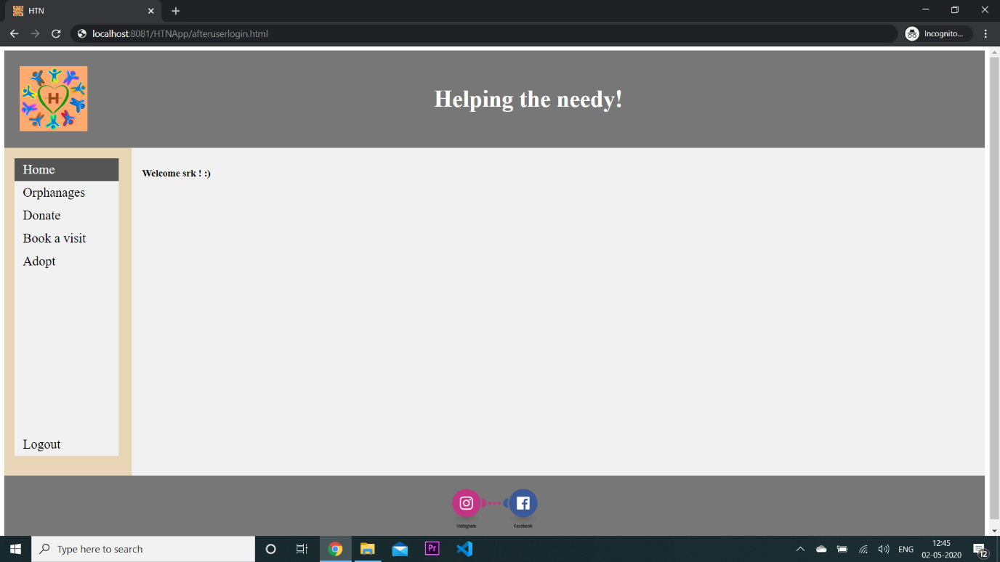 HTN
localhost:8081/HTNApp/afteruserlogin.html
Incognito...
H
Helping the needy!
Home
Orphanages
Donate
Book a visit
Adopt
Logout
Welcome srk ! :)
Instagram
Facebook
Type here to search
Pr
ENG
12:45
02-05-2020
12